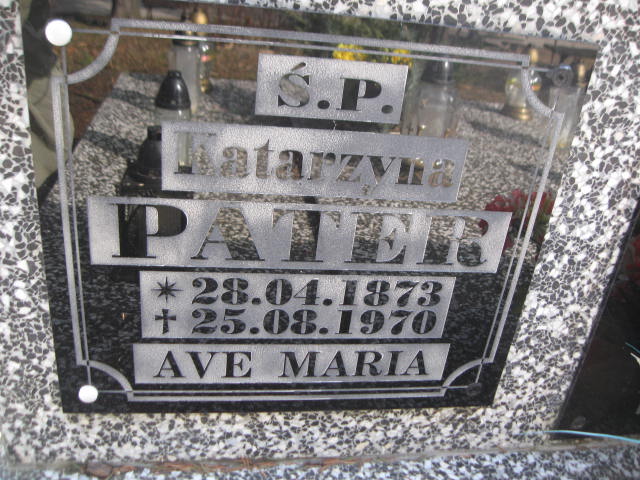 Ś.P.
Katarzyna
PATER
✶ 28.04.1873
✝ 25.08.1970
AVE MARIA